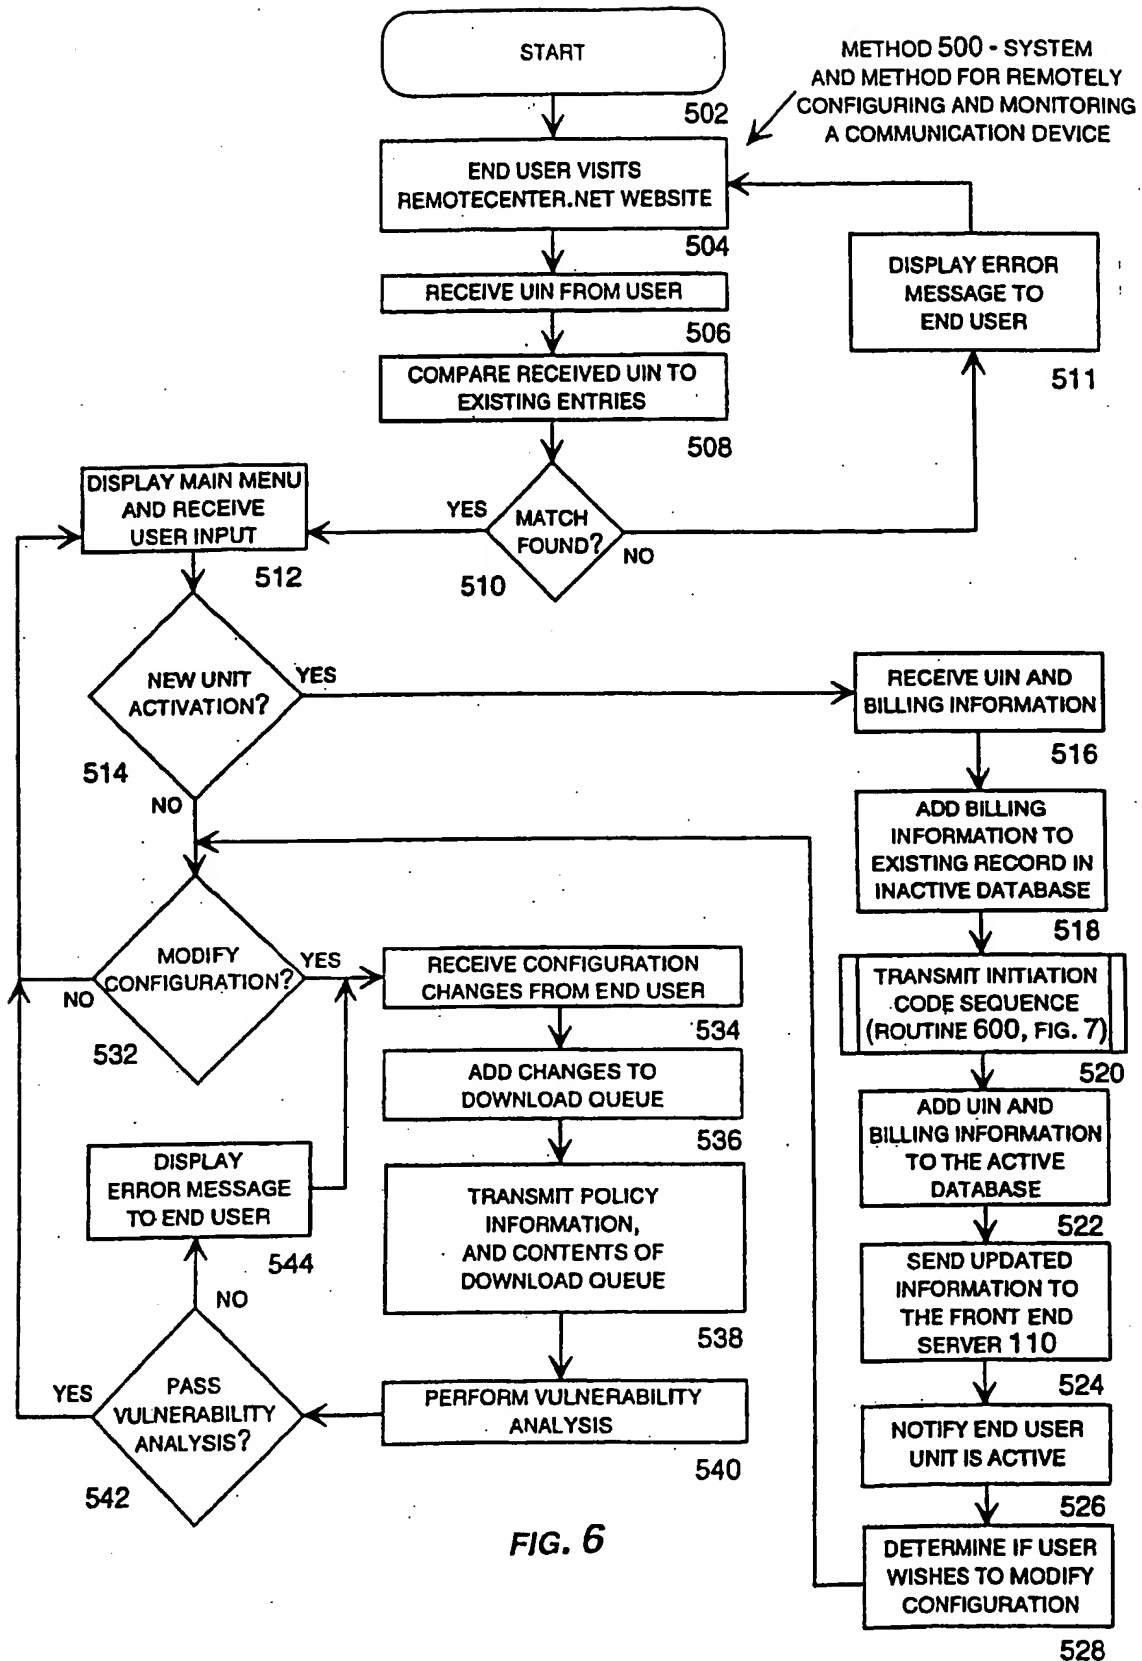 START
METHOD 500 - SYSTEM
AND METHOD FOR REMOTELY
CONFIGURING AND MONITORING
A COMMUNICATION DEVICE
502
END USER VISITS
REMOTECENTER.NET WEBSITE
504
RECEIVE UIN FROM USER
506
COMPARE RECEIVED UIN TO
EXISTING ENTRIES
508
DISPLAY ERROR
MESSAGE TO
END USER
511
MATCH
FOUND?
YES
NO
510
DISPLAY MAIN MENU
AND RECEIVE
USER INPUT
512
NEW UNIT
ACTIVATION?
YES
514
NO
RECEIVE UIN AND
BILLING INFORMATION
516
ADD BILLING
INFORMATION TO
EXISTING RECORD IN
INACTIVE DATABASE
518
TRANSMIT INITIATION
CODE SEQUENCE
(ROUTINE 600, FIG. 7)
520
ADD UIN AND
BILLING INFORMATION
TO THE ACTIVE
DATABASE
522
SEND UPDATED
INFORMATION TO
THE FRONT END
SERVER 110
524
NOTIFY END USER
UNIT IS ACTIVE
526
DETERMINE IF USER
WISHES TO MODIFY
CONFIGURATION
528
MODIFY
CONFIGURATION?
YES
NO
532
RECEIVE CONFIGURATION
CHANGES FROM END USER
534
ADD CHANGES TO
DOWNLOAD QUEUE
536
TRANSMIT POLICY
INFORMATION,
AND CONTENTS OF
DOWNLOAD QUEUE
538
PERFORM VULNERABILITY
ANALYSIS
540
DISPLAY
ERROR MESSAGE
TO END USER
544
NO
YES
PASS
VULNERABILITY
ANALYSIS?
542
FIG. 6